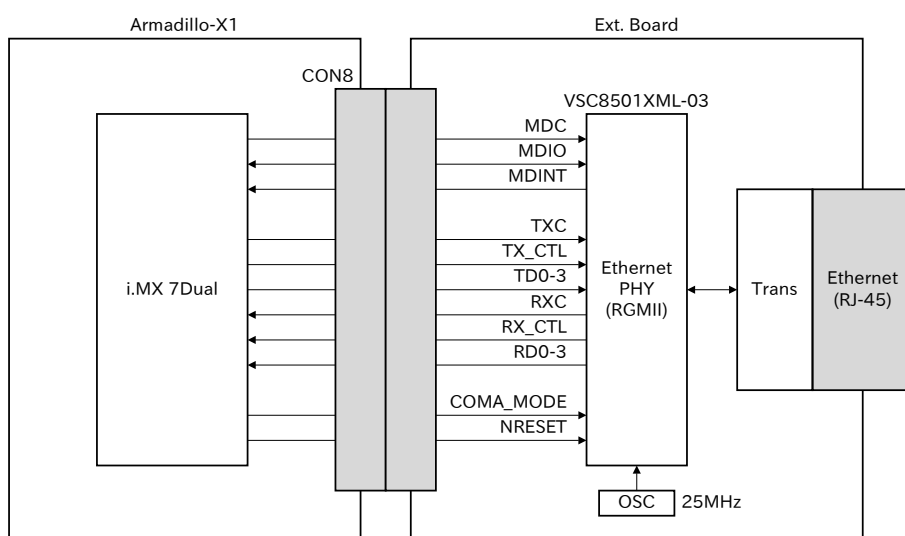 Armadillo-X1
Ext. Board
CON8
VSC8501XML-03
MDC
MDIO
MDINT
TXC
TX_CTL
TD0-3
RXC
RX_CTL
RD0-3
COMA_MODE
NRESET
i.MX 7Dual
Ethernet
PHY
(RGMII)
Trans
Ethernet
(RJ-45)
OSC
25MHz